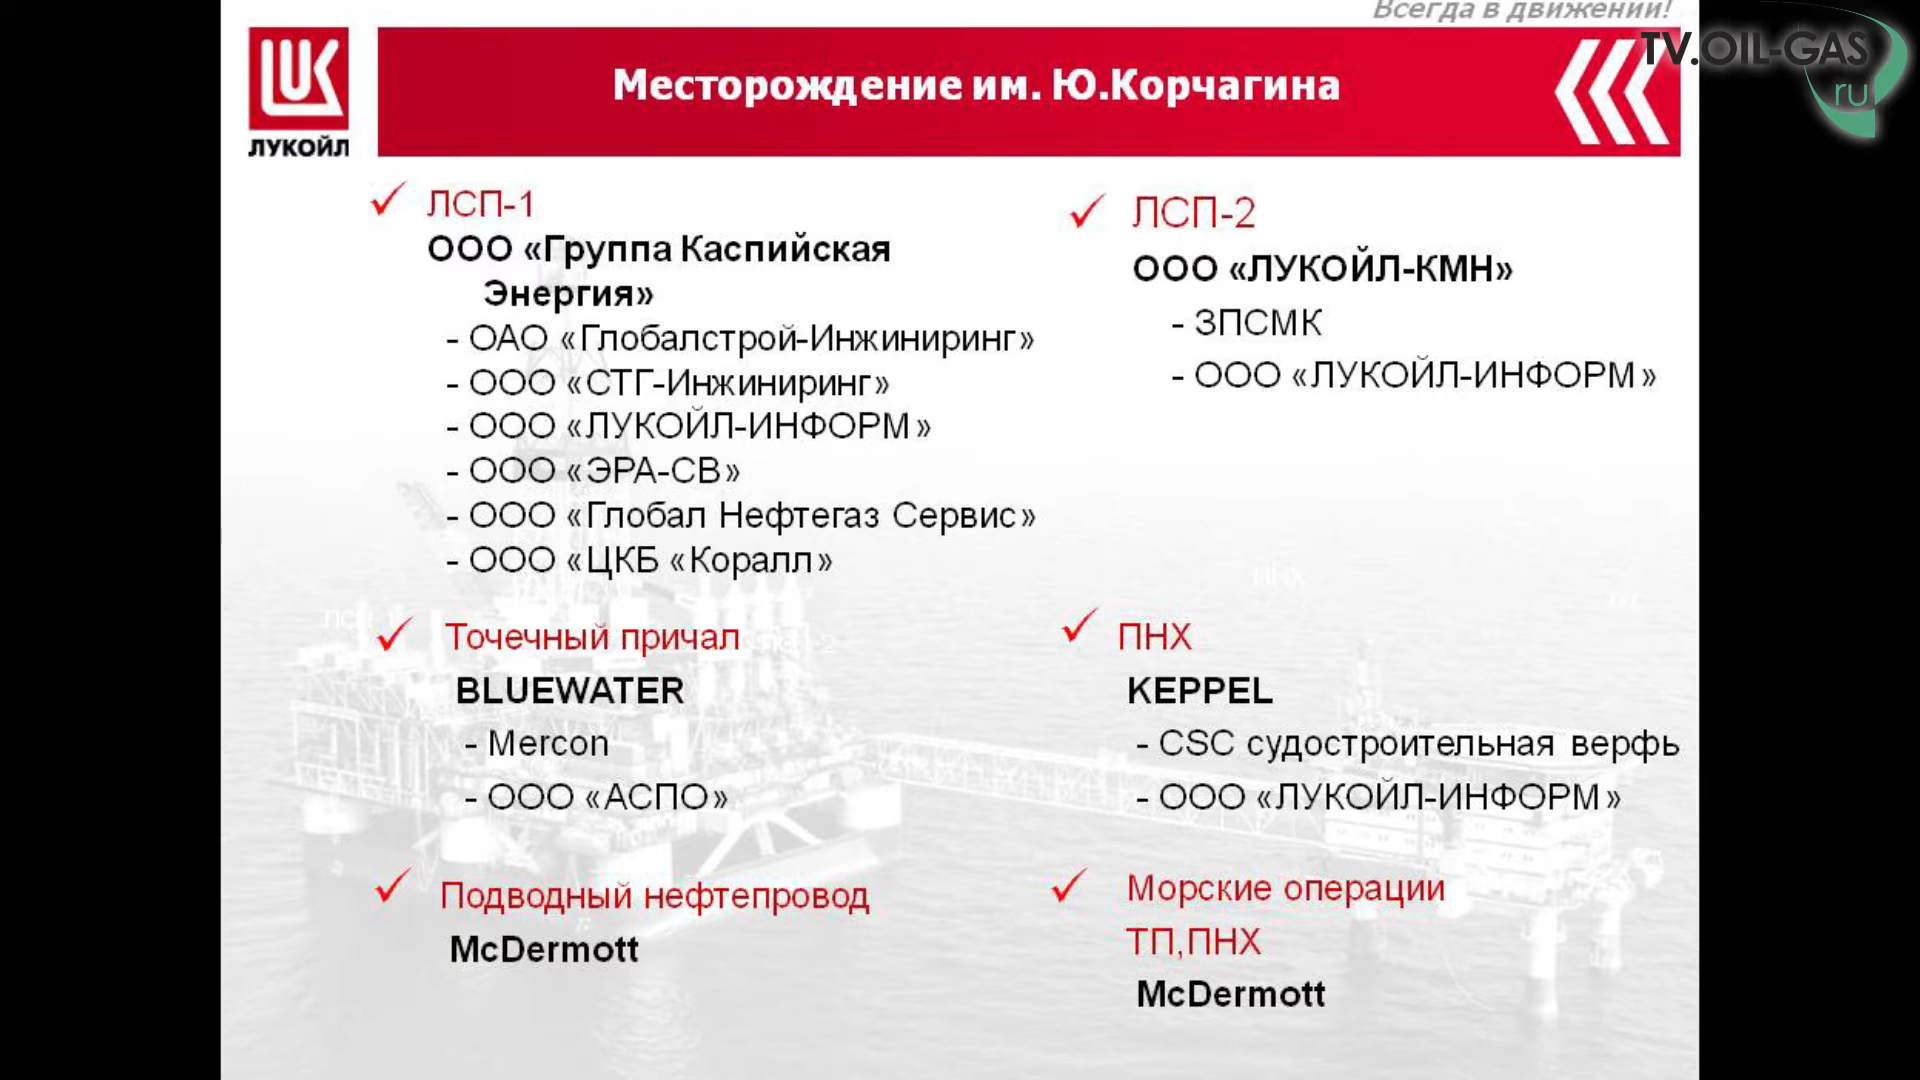 Всегда в движении!
TV.OIL-GAS
ru
ЛУКОЙЛ
Месторождение им. Ю.Корчагина
ЛСП-1
ООО «Группа Каспийская
Энергия»
- ОАО «Глобалстрой-Инжиниринг»
- ООО «СТГ-Инжиниринг»
- ООО «ЛУКОЙЛ-ИНФОРМ»
- ООО «ЭРА-СВ»
- ООО «Глобал Нефтегаз Сервис»
- ООО «ЦКБ «Коралл»
ЛСП-2
ООО «ЛУКОЙЛ-КМН»
- ЗПСМК
- ООО «ЛУКОЙЛ-ИНФОРМ»
Точечный причал
BLUEWATER
- Mercon
- ООО «АСПО»
ПНХ
ПНХ
KEPPEL
- CSC судостроительная верфь
- ООО «ЛУКОЙЛ-ИНФОРМ»
Подводный нефтепровод
McDermott
Морские операции
ТП,ПНХ
McDermott